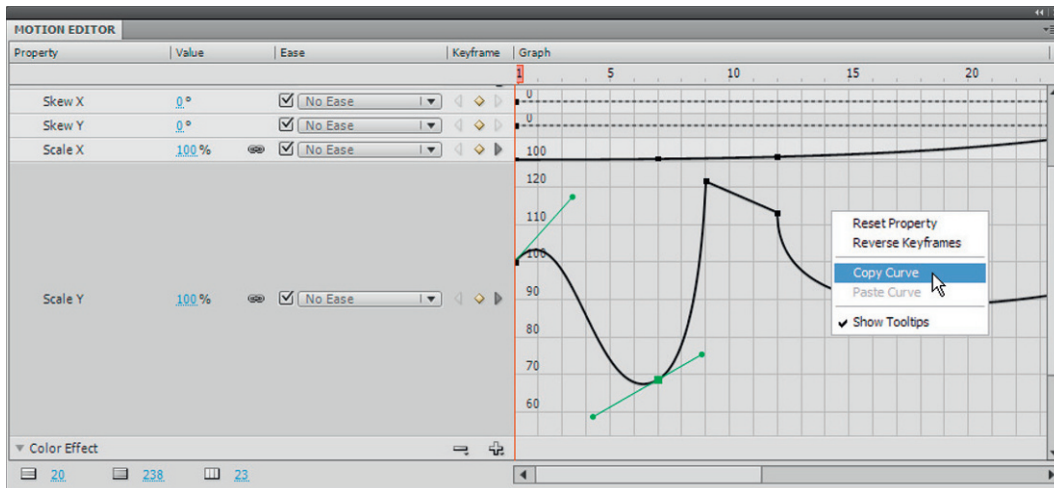 MOTION EDITOR
Property Value Ease Keyframe Graph
1 5 10 15 20
Skew X 0° No Ease 0
Skew Y 0° No Ease 0
Scale X 100 % No Ease 100
120
110
100
90
80
70
60
Scale Y 100 % No Ease
Reset Property
Reverse Keyframes
Copy Curve
Paste Curve
Show Tooltips
Color Effect
20 238 23